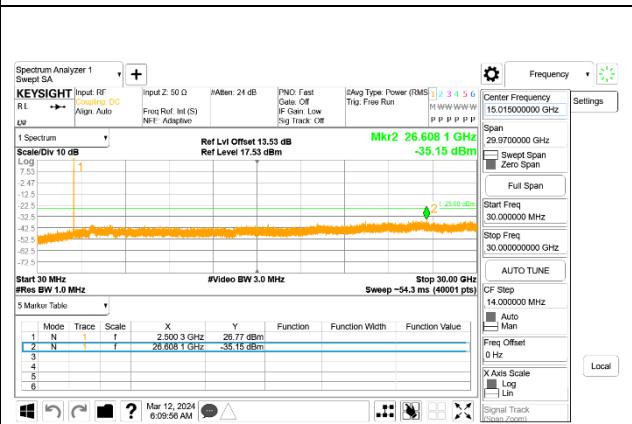 Spectrum Analyzer 1
Swept SA
+
Frequency
KEYSIGHT
RL
Input: RF
Coupling: DC
Align: Auto
Input Z: 50 Ω
Freq Ref: Int (S)
NFE: Adaptive
#Atten: 24 dB
PNO: Fast
Gate: Off
IF Gain: Low
Sig Track: Off
#Avg Type: Power (RMS
Trig: Free Run
1 2 3 4 5 6
M W W W W W
P P P P P P
Center Frequency
15.015000000 GHz
Settings
Span
29.9700000 GHz
Swept Span
Zero Span
Full Span
Start Freq
30.000000 MHz
Stop Freq
30.000000000 GHz
AUTO TUNE
CF Step
14.000000 MHz
Auto
Man
Freq Offset
0 Hz
X Axis Scale
Log
Lin
Signal Track
(Span Zoom)
Local
1 Spectrum
Scale/Div 10 dB
Ref Lvl Offset 13.53 dB
Ref Level 17.53 dBm
Mkr2 26.608 1 GHz
-35.15 dBm
Log
7.53
-2.47
-12.5
-22.5
-32.5
-42.5
-52.5
-62.5
-72.5
1
2
-25.00 dBm
Start 30 MHz
#Res BW 1.0 MHz
#Video BW 3.0 MHz
Stop 30.00 GHz
Sweep ~54.3 ms (40001 pts)
5 Marker Table
Mode Trace Scale X Y Function Function Width Function Value
1 N 1 f 2.500 3 GHz 26.77 dBm
2 N 1 f 26.608 1 GHz -35.15 dBm
3
4
5
6
?
Mar 12, 2024
6:09:56 AM